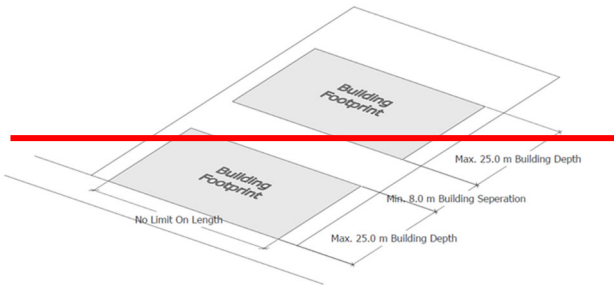 Building
Footprint
Max. 25.0 m Building Depth
Building
Footprint
Min. 8.0 m Building Seperation
No Limit On Length
Max. 25.0 m Building Depth